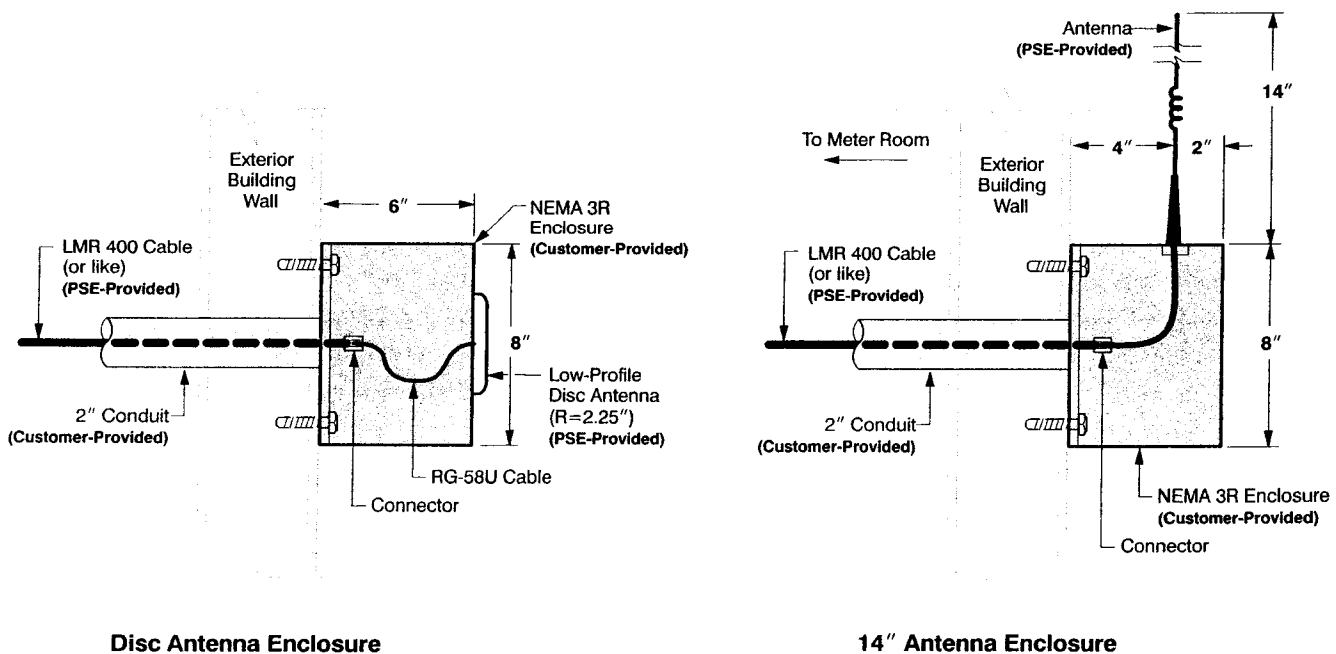 Exterior
Building
Wall
6″
NEMA 3R
Enclosure
(Customer-Provided)
LMR 400 Cable
(or like)
(PSE-Provided)
8″
Low-Profile
Disc Antenna
(R=2.25″)
(PSE-Provided)
2″ Conduit
(Customer-Provided)
RG-58U Cable
Connector
Disc Antenna Enclosure
Antenna
(PSE-Provided)
14″
To Meter Room
4″
2″
Exterior
Building
Wall
LMR 400 Cable
(or like)
(PSE-Provided)
8″
2″ Conduit
(Customer-Provided)
NEMA 3R Enclosure
(Customer-Provided)
Connector
14″ Antenna Enclosure